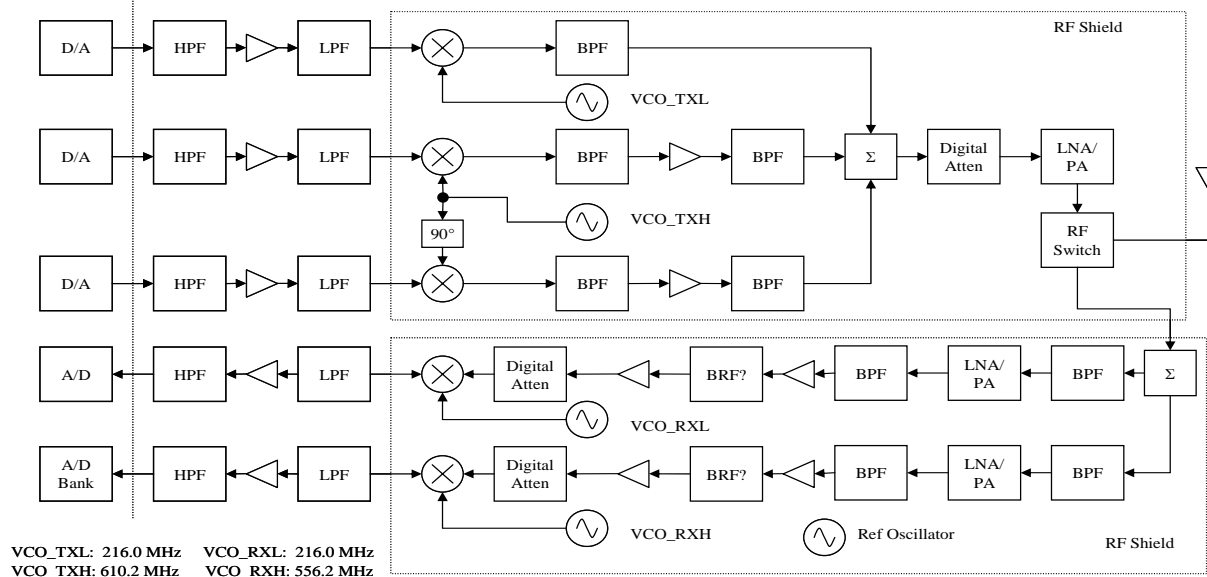 RF Shield
D/A HPF LPF BPF
VCO_TXL
D/A HPF LPF BPF BPF Σ Digital Atten LNA/ PA
VCO_TXH
90°
RF Switch
D/A HPF LPF BPF BPF
A/D HPF LPF Digital Atten BRF? BPF LNA/ PA BPF Σ
VCO_RXL
A/D Bank HPF LPF Digital Atten BRF? BPF LNA/ PA BPF
VCO_RXH
Ref Oscillator
RF Shield
VCO_TXL: 216.0 MHz VCO_RXL: 216.0 MHz
VCO_TXH: 610.2 MHz VCO_RXH: 556.2 MHz